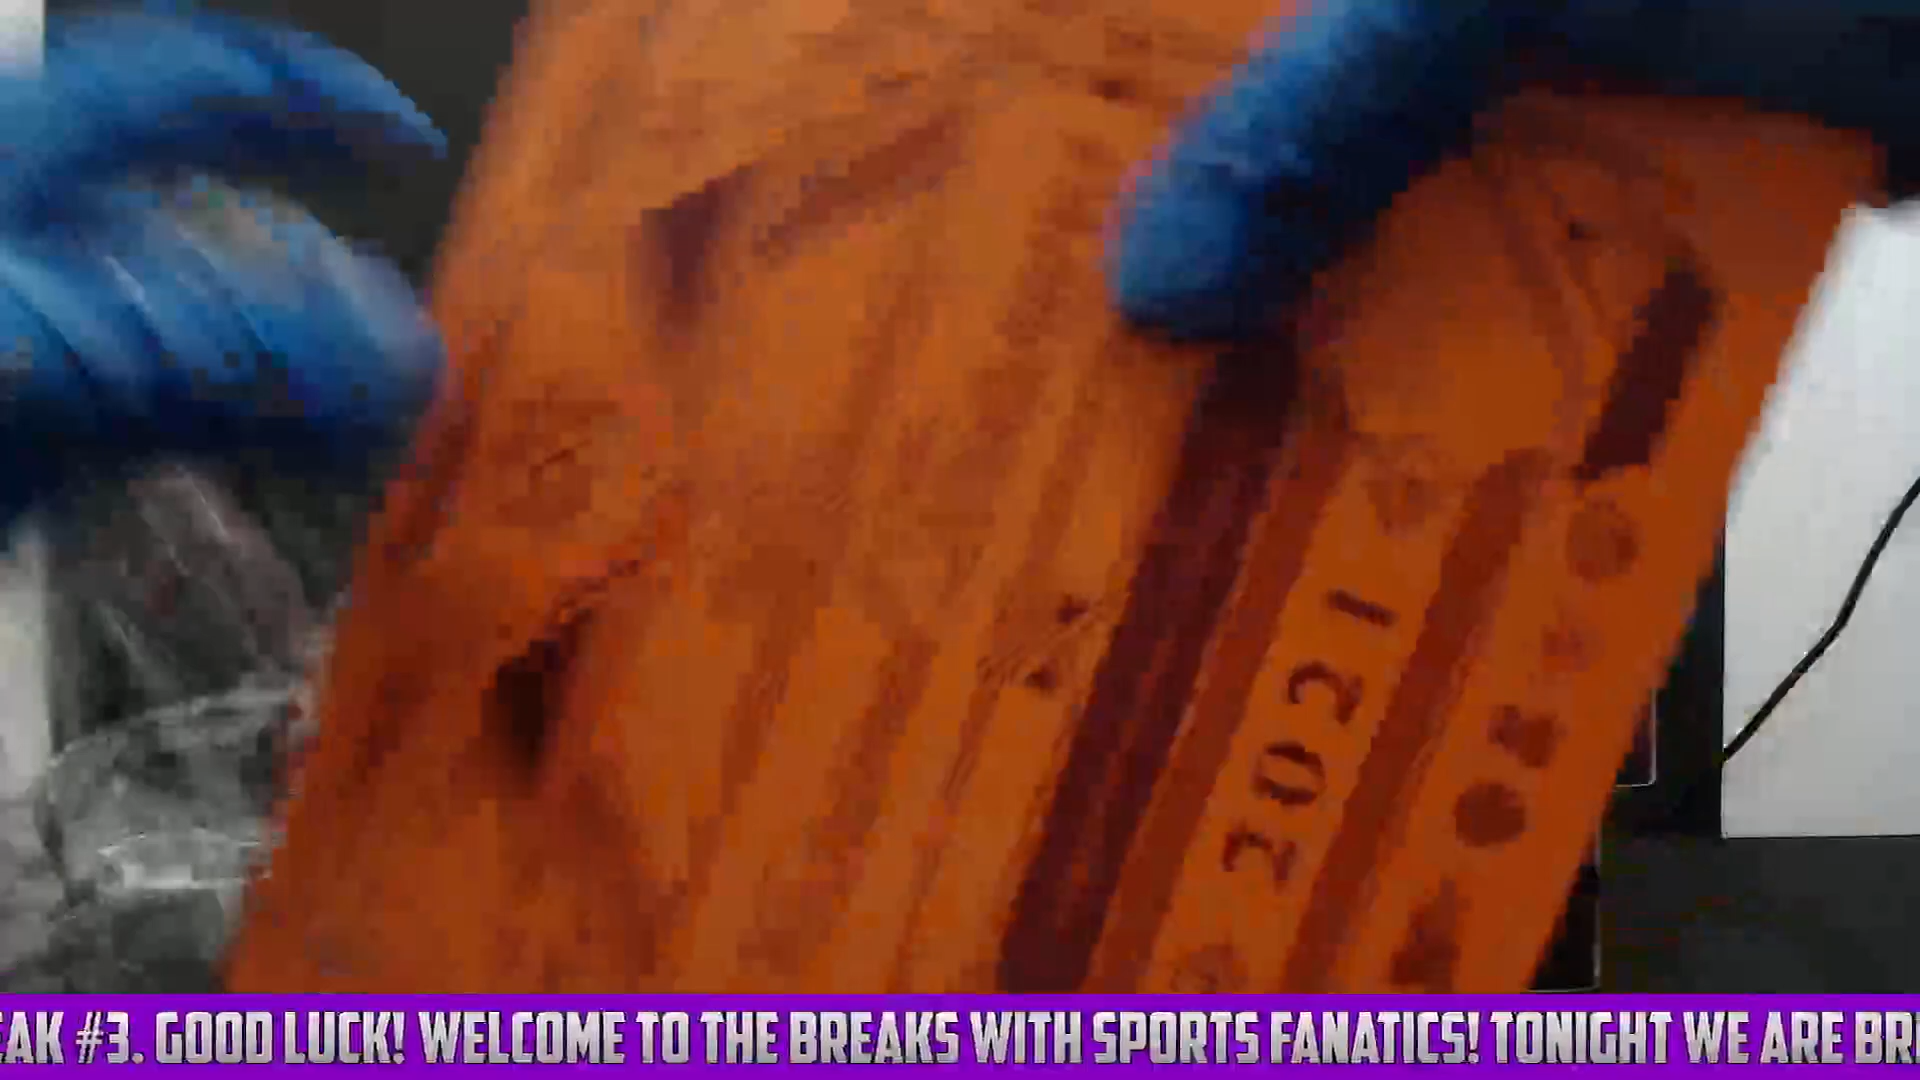 2021
EAK #3. GOOD LUCK! WELCOME TO THE BREAKS WITH SPORTS FANATICS! TONIGHT WE ARE BR